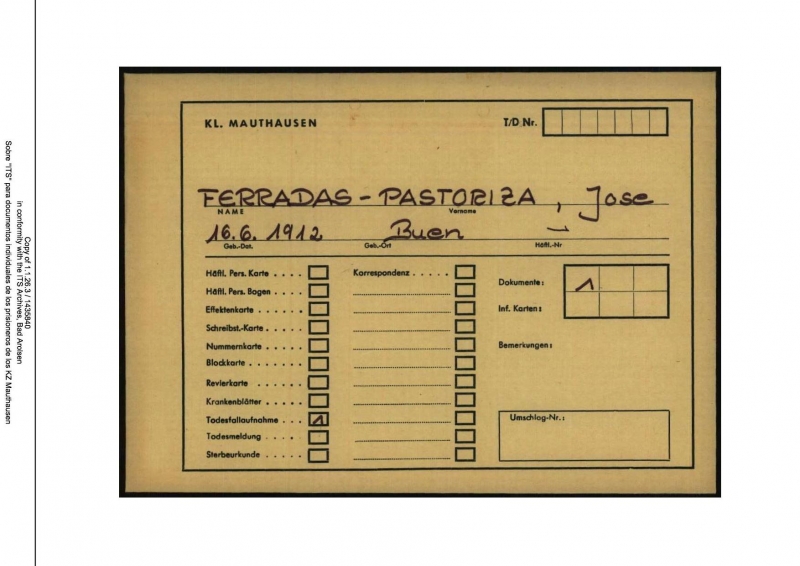 KL. MAUTHAUSEN
T/D Nr.
FERRADAS - PASTORIZA, Jose
NAME Vorname
16.6. 1912 Buen -
Geb.-Dat. Geb.-Ort Häftl.-Nr
Häftl. Pers. Karte ....
Häftl. Pers. Bogen ....
Effektenkarte .......
Schreibst.-Karte ....
Nummernkarte .....
Blockkarte ......
Revierkarte ......
Krankenblätter .....
Todesfallaufnahme ... 1
Todesmeldung .....
Sterbeurkunde .....
Korrespondenz .....
Dokumente: 1
Inf. Karten:
Bemerkungen:
Umschlag-Nr.:
Copy of 1.1.26.3 / 1435840
in conformity with the ITS Archives, Bad Arolsen
Sobre "ITS" para documentos individuales de los prisioneros de los KZ Mauthausen